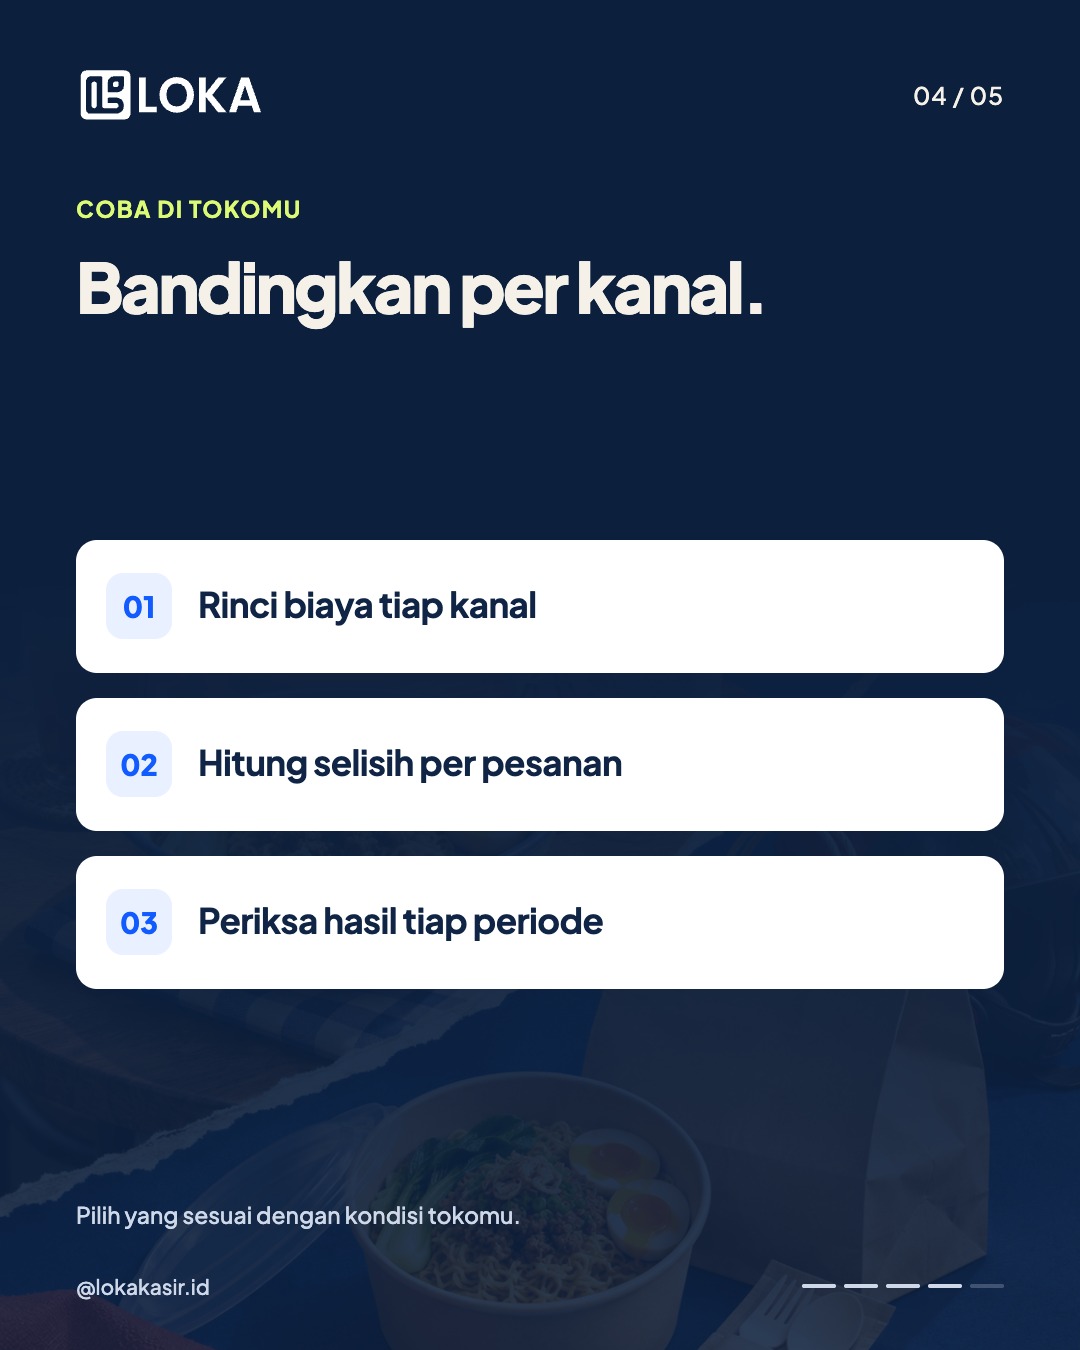 LOKA
04 / 05
COBA DI TOKOMU
Bandingkan per kanal.
01 Rinci biaya tiap kanal
02 Hitung selisih per pesanan
03 Periksa hasil tiap periode
Pilih yang sesuai dengan kondisi tokomu.
@lokakasir.id